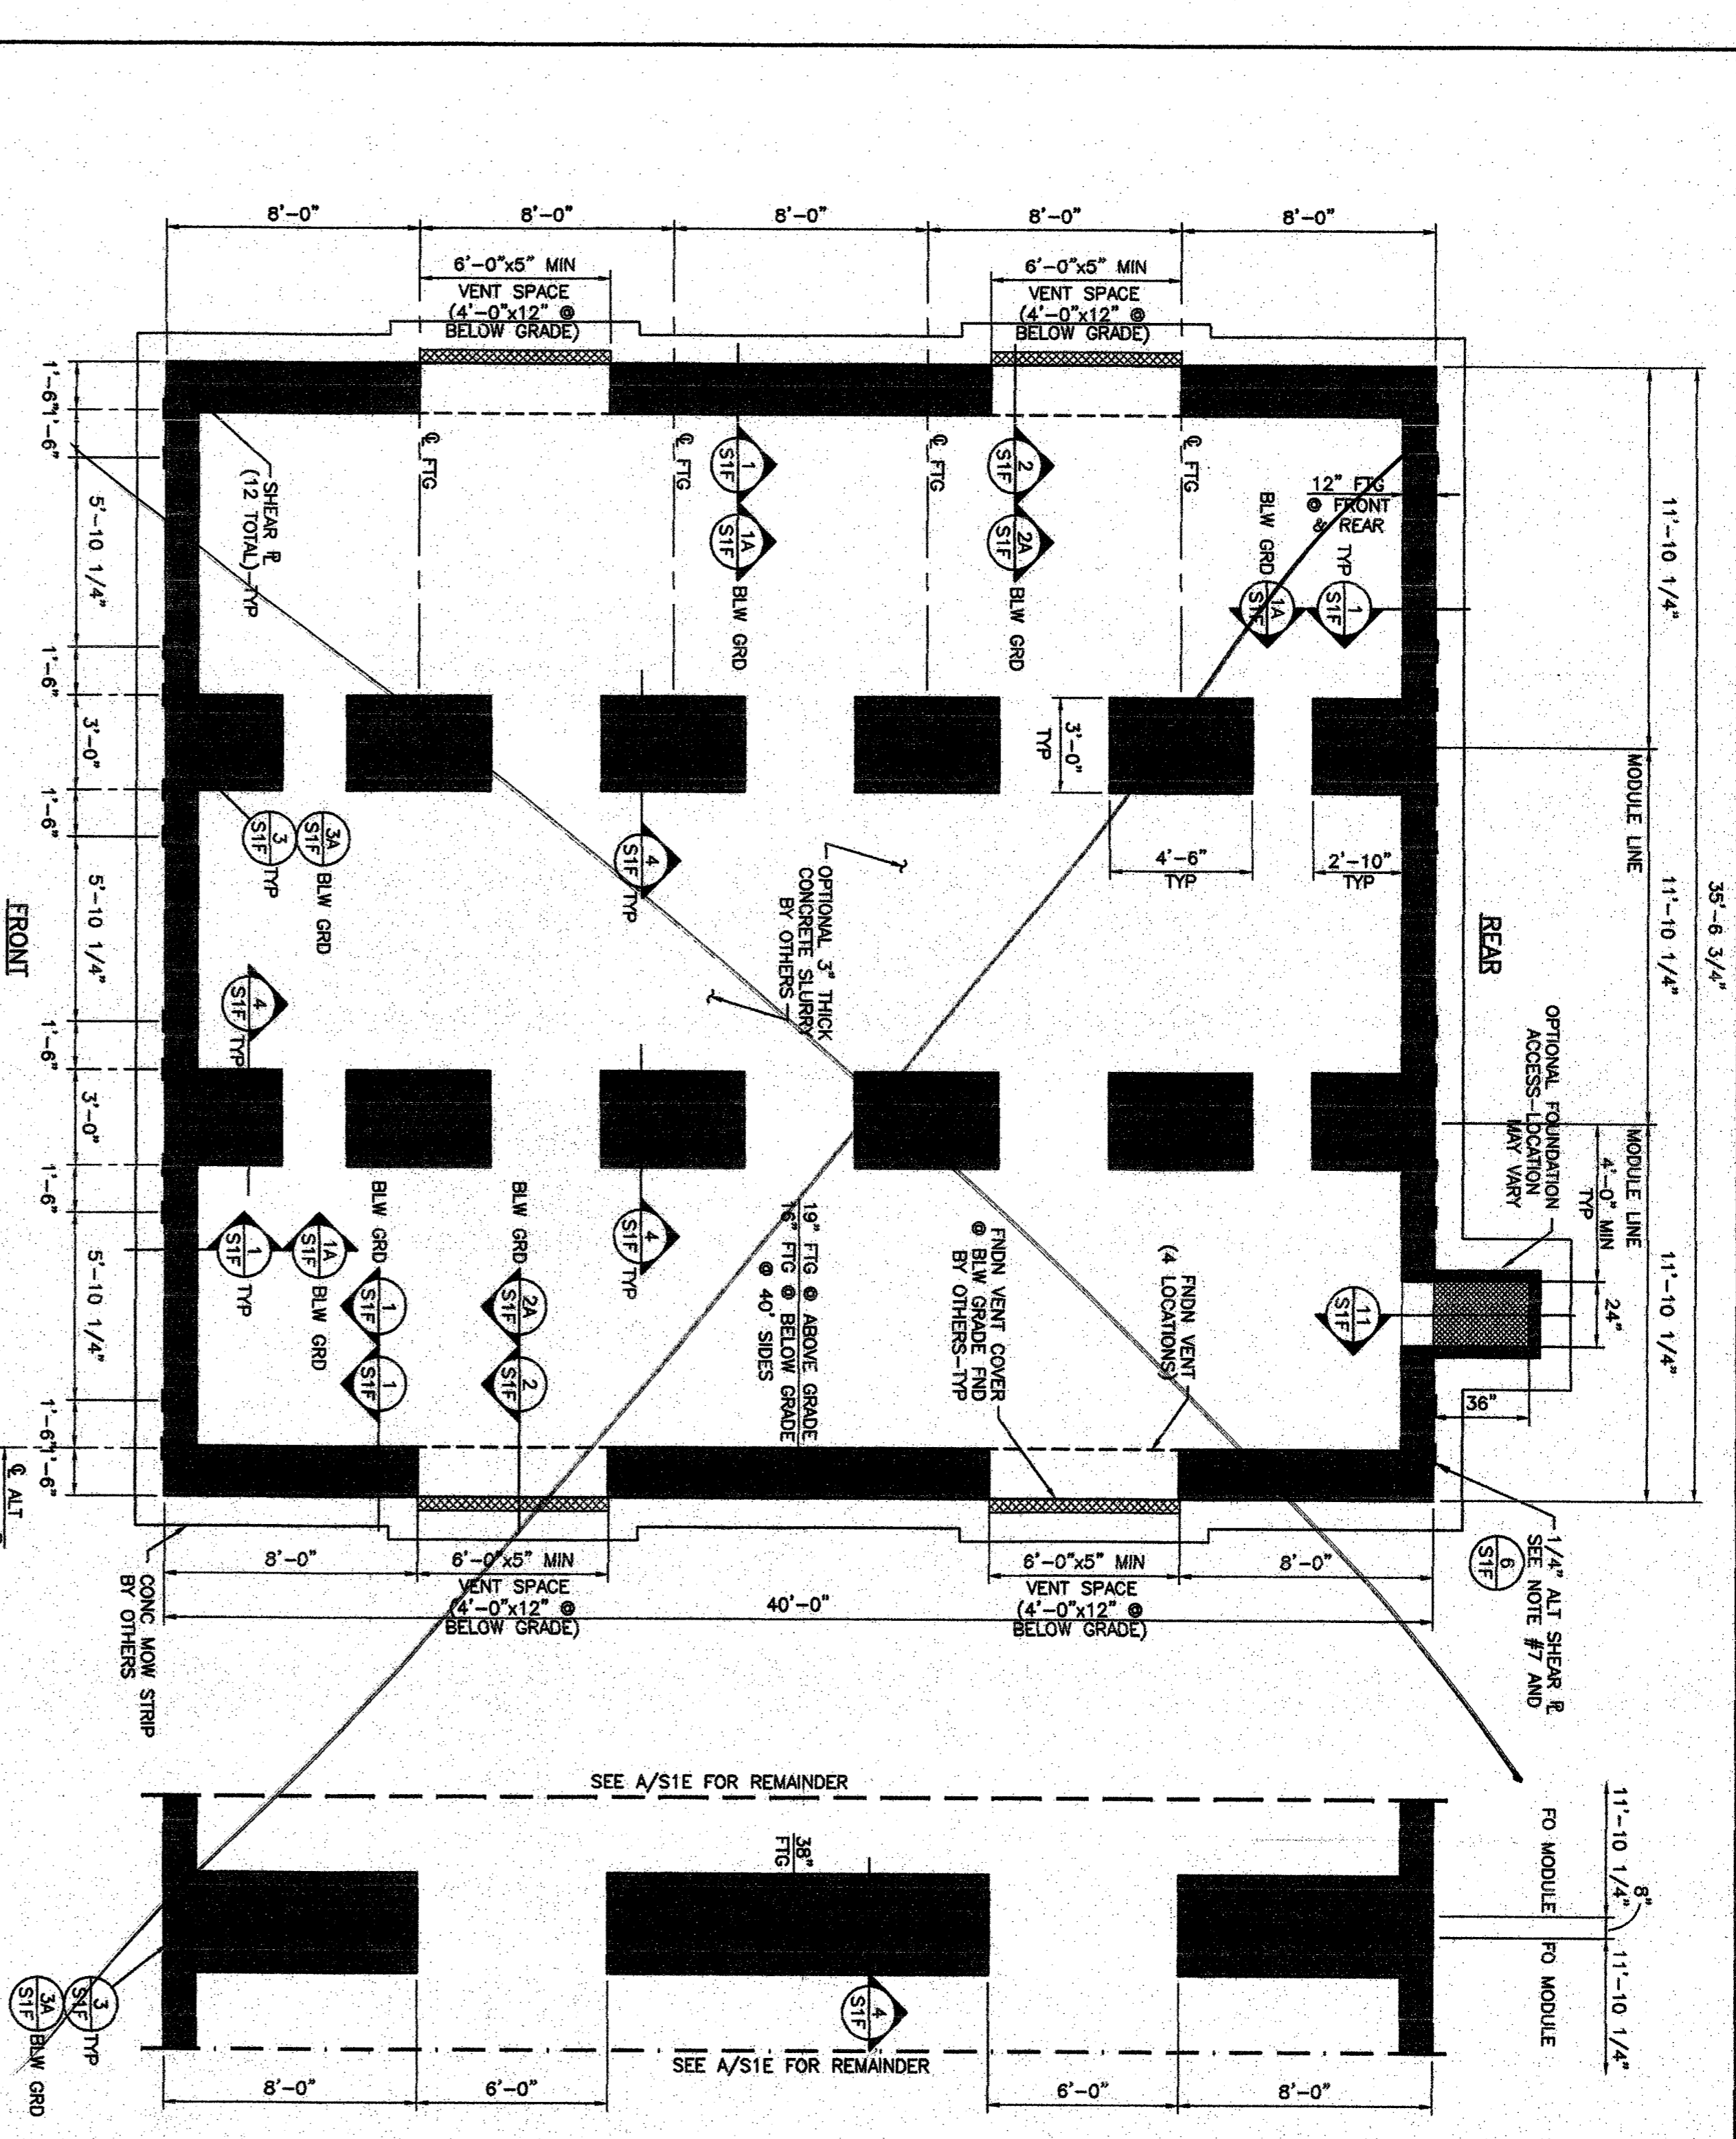 8'-0"
8'-0"
8'-0"
8'-0"
8'-0"
6'-0"x5" MIN
VENT SPACE
(4'-0"x12" @
BELOW GRADE)
6'-0"x5" MIN
VENT SPACE
(4'-0"x12" @
BELOW GRADE)
1'-6"
1'-6"
5'-10 1/4"
1'-6"
3'-0"
1'-6"
5'-10 1/4"
1'-6"
3'-0"
1'-6"
5'-10 1/4"
1'-6"
1'-6"
℄ ALT
FRONT
SHEAR ⅊
(12 TOTAL)-TYP
℄ FTG
℄ FTG
℄ FTG
℄ FTG
1
S1F
1A
S1F
BLW GRD
2
S1F
2A
S1F
BLW GRD
12" FTG
@ FRONT
& REAR
TYP
1
S1F
BLW GRD
1A
S1F
3'-0"
TYP
4'-6"
TYP
2'-10"
TYP
3
S1F
TYP
3A
S1F
BLW GRD
4
S1F
TYP
4
S1F
TYP
OPTIONAL 3" THICK
CONCRETE SLURRY
BY OTHERS
11'-10 1/4"
11'-10 1/4"
11'-10 1/4"
35'-6 3/4"
MODULE LINE
MODULE LINE
REAR
OPTIONAL FOUNDATION
ACCESS-LOCATION
MAY VARY
4'-0" MIN
TYP
24"
36"
11
S1F
1
S1F
TYP
1A
S1F
BLW GRD
BLW GRD
1
S1F
1
S1F
BLW GRD
2A
S1F
2
S1F
4
S1F
TYP
19" FTG @ ABOVE GRADE
16" FTG @ BELOW GRADE
@ 40' SIDES
FNDN VENT COVER
@ BLW GRADE FND
BY OTHERS-TYP
FNDN VENT
(4 LOCATIONS)
1/4" ALT SHEAR ⅊
SEE NOTE #7 AND
6
S1F
8'-0"
6'-0"x5" MIN
VENT SPACE
(4'-0"x12" @
BELOW GRADE)
40'-0"
6'-0"x5" MIN
VENT SPACE
(4'-0"x12" @
BELOW GRADE)
8'-0"
CONC MOW STRIP
BY OTHERS
SEE A/S1E FOR REMAINDER
38"
FTG
4
S1F
3
S1F
TYP
3A
S1F
BLW GRD
11'-10 1/4"
8"
11'-10 1/4"
FO MODULE
FO MODULE
SEE A/S1E FOR REMAINDER
8'-0"
6'-0"
6'-0"
8'-0"